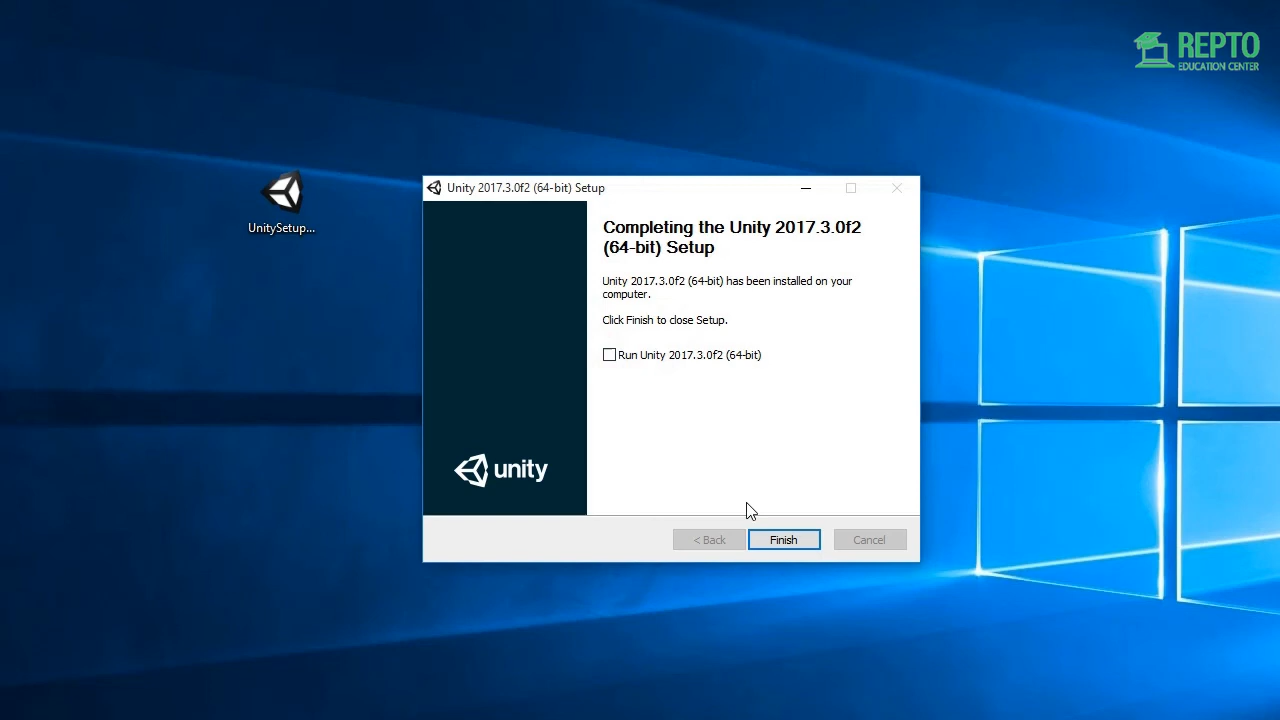 REPTO
EDUCATION CENTER
UnitySetup...
Unity 2017.3.0f2 (64-bit) Setup
Completing the Unity 2017.3.0f2
(64-bit) Setup
Unity 2017.3.0f2 (64-bit) has been installed on your
computer.
Click Finish to close Setup.
Run Unity 2017.3.0f2 (64-bit)
unity
< Back
Finish
Cancel